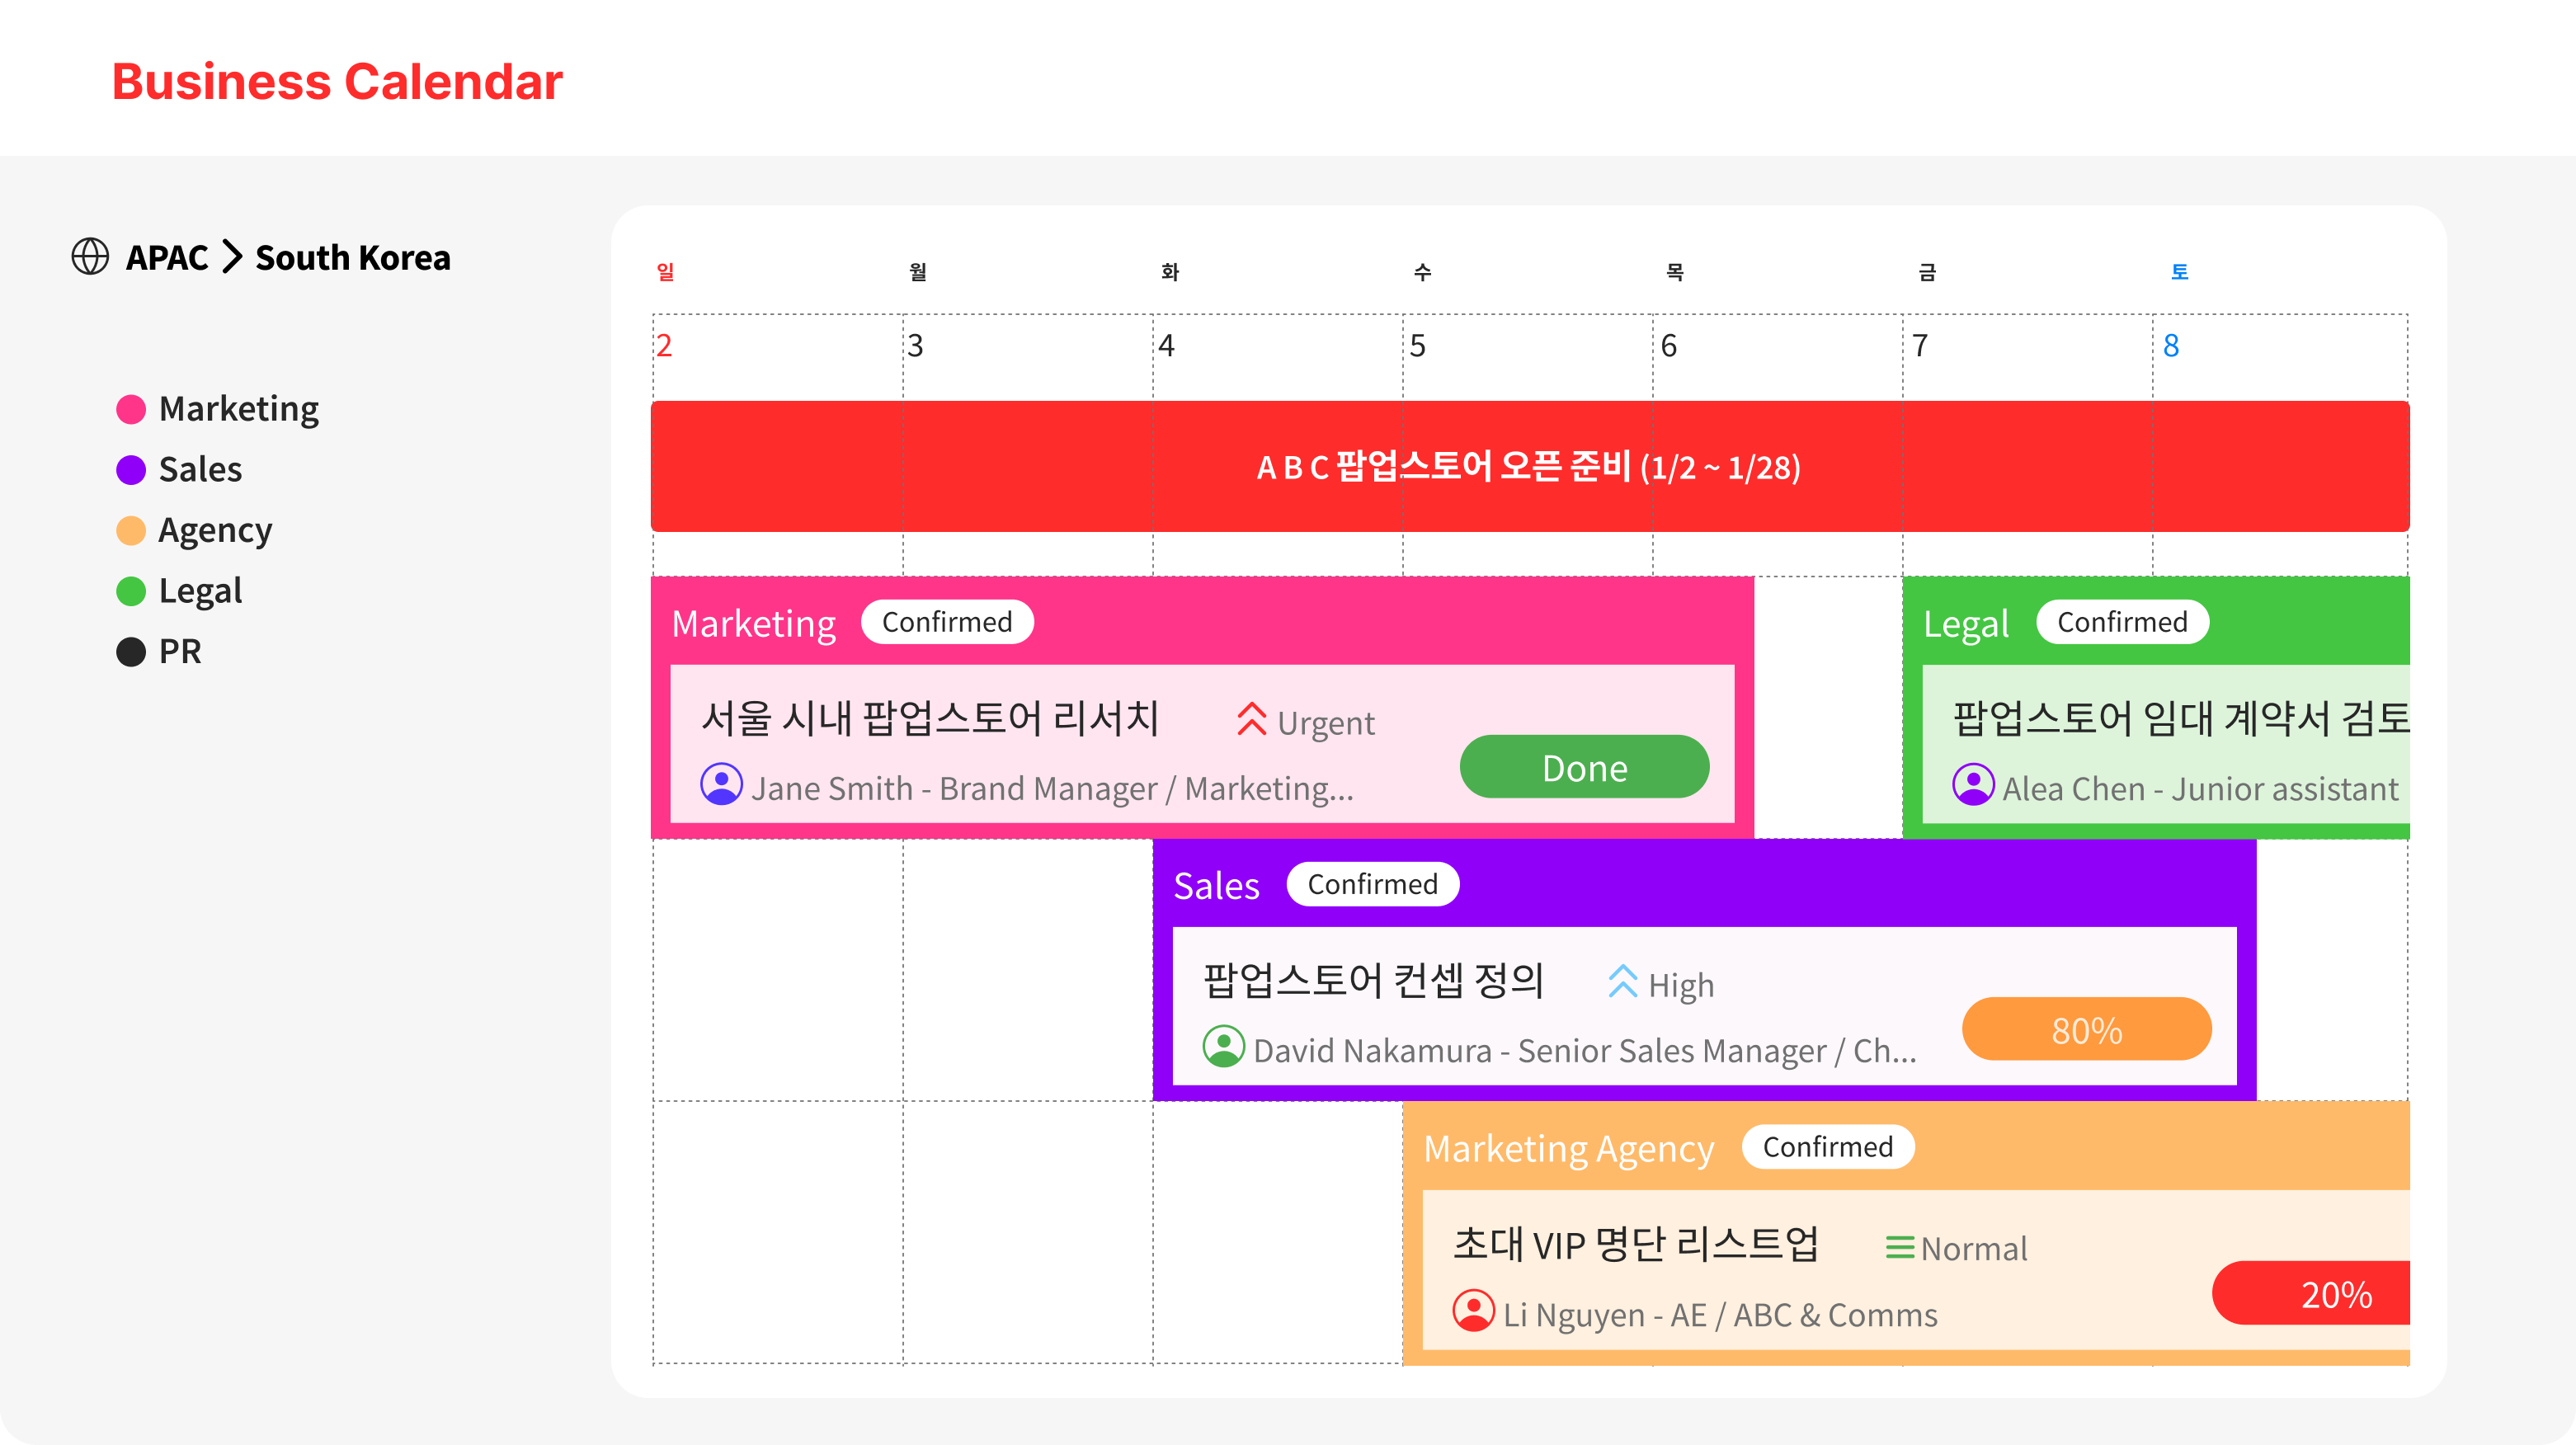 Business Calendar
APAC > South Korea
Marketing
Sales
Agency
Legal
PR
일 월 화 수 목 금 토
2 3 4 5 6 7 8
A B C 팝업스토어 오픈 준비 (1/2 ~ 1/28)
Marketing Confirmed
서울 시내 팝업스토어 리서치 Urgent
Jane Smith - Brand Manager / Marketing...
Done
Legal Confirmed
팝업스토어 임대 계약서 검토
Alea Chen - Junior assistant
Sales Confirmed
팝업스토어 컨셉 정의 High
David Nakamura - Senior Sales Manager / Ch...
80%
Marketing Agency Confirmed
초대 VIP 명단 리스트업 Normal
Li Nguyen - AE / ABC & Comms
20%